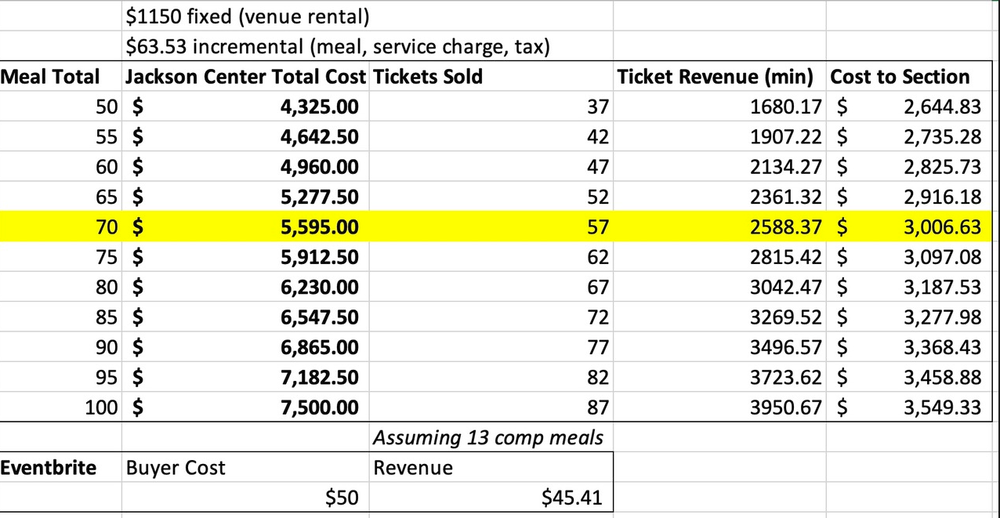 $1150 fixed (venue rental)
$63.53 incremental (meal, service charge, tax)
Meal Total Jackson Center Total Cost Tickets Sold Ticket Revenue (min) Cost to Section
50 $ 4,325.00 37 1680.17 $ 2,644.83
55 $ 4,642.50 42 1907.22 $ 2,735.28
60 $ 4,960.00 47 2134.27 $ 2,825.73
65 $ 5,277.50 52 2361.32 $ 2,916.18
70 $ 5,595.00 57 2588.37 $ 3,006.63
75 $ 5,912.50 62 2815.42 $ 3,097.08
80 $ 6,230.00 67 3042.47 $ 3,187.53
85 $ 6,547.50 72 3269.52 $ 3,277.98
90 $ 6,865.00 77 3496.57 $ 3,368.43
95 $ 7,182.50 82 3723.62 $ 3,458.88
100 $ 7,500.00 87 3950.67 $ 3,549.33
Assuming 13 comp meals
Eventbrite Buyer Cost Revenue
$50 $45.41